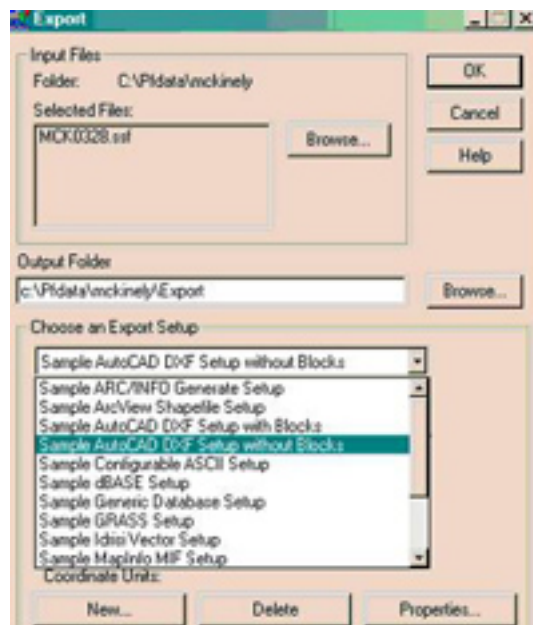 Export
Input Files
Folder: C:\Pfdata\mckinely
OK
Selected Files:
Cancel
MCK0328.ssf
Browse...
Help
Output Folder
c:\Pfdata\mckinely\Export
Browse...
Choose an Export Setup
Sample AutoCAD DXF Setup without Blocks
Sample ARC/INFO Generate Setup
Sample ArcView Shapefile Setup
Sample AutoCAD DXF Setup with Blocks
Sample AutoCAD DXF Setup without Blocks
Sample Configurable ASCII Setup
Sample dBASE Setup
Sample Generic Database Setup
Sample GRASS Setup
Sample Idrisi Vector Setup
Sample MapInfo MIF Setup
Coordinate Units:
New...
Delete
Properties...